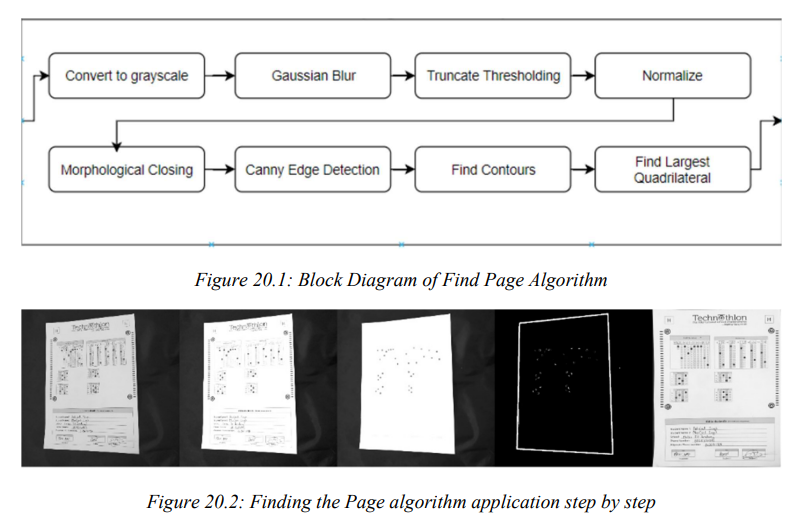 Convert to grayscale
Gaussian Blur
Truncate Thresholding
Normalize
Morphological Closing
Canny Edge Detection
Find Contours
Find Largest
Quadrilateral
Figure 20.1: Block Diagram of Find Page Algorithm
Technothlon
Technothlon
Technothlon
H
H
Figure 20.2: Finding the Page algorithm application step by step